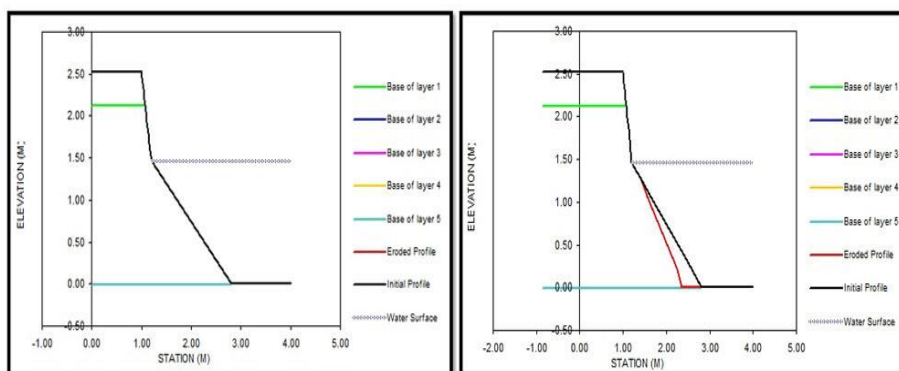 3.00
2.50
2.00
1.50
1.00
0.50
0.00
-0.50
ELEVATION (M)
-1.00 0.00 1.00 2.00 3.00 4.00 5.00
STATION (M)
Base of layer 1
Base of layer 2
Base of layer 3
Base of layer 4
Base of layer 5
Eroded Profile
Initial Profile
Water Surface
3.00
2.50
2.00
1.50
1.00
0.50
0.00
-0.50
ELEVATION (M)
-2.00 -1.00 0.00 1.00 2.00 3.00 4.00 5.00
STATION (M)
Base of layer 1
Base of layer 2
Base of layer 3
Base of layer 4
Base of layer 5
Eroded Profile
Initial Profile
Water Surface